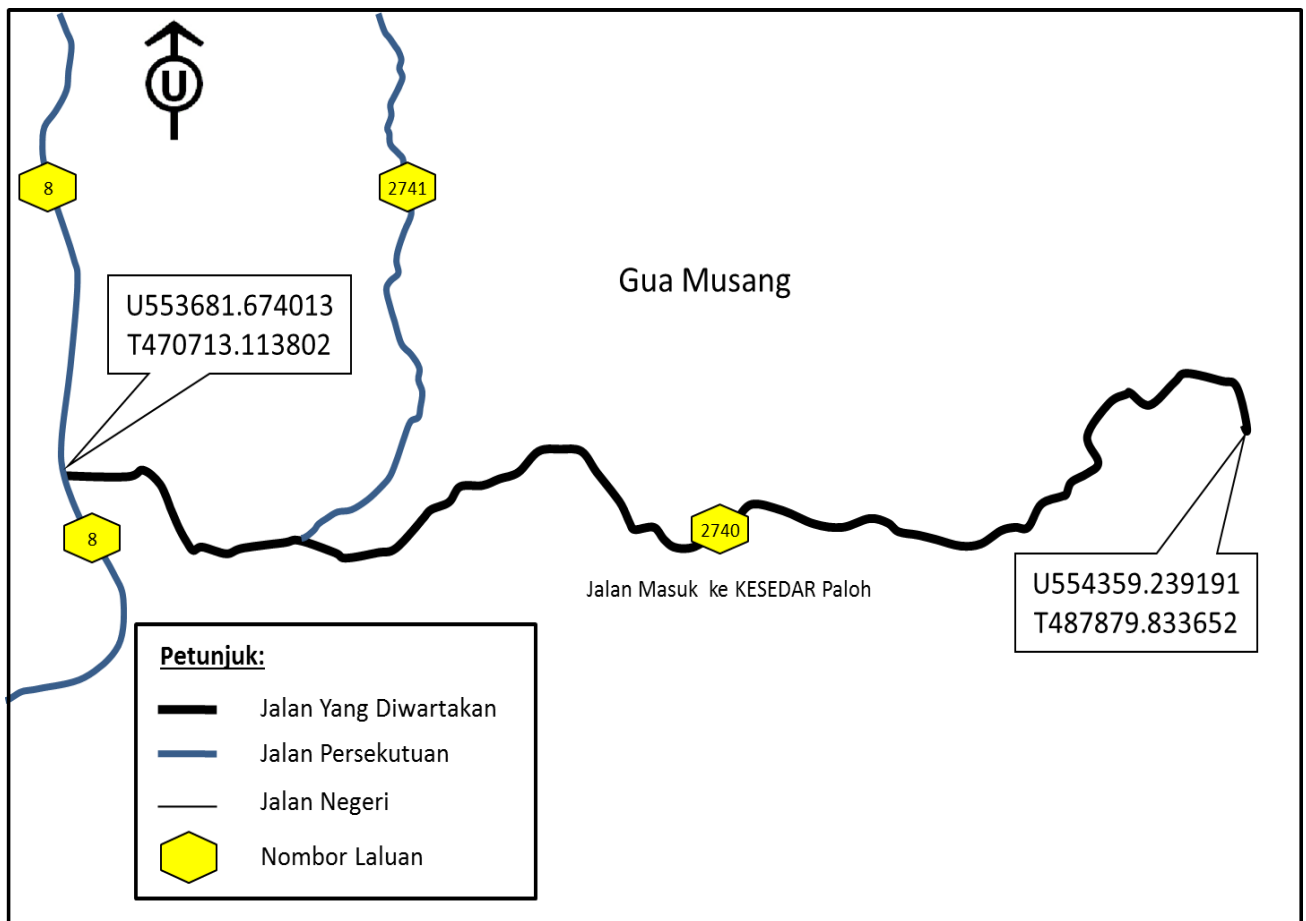 U
8
2741
Gua Musang
U553681.674013
T470713.113802
8
2740
Jalan Masuk ke KESEDAR Paloh
U554359.239191
T487879.833652
Petunjuk:
Jalan Yang Diwartakan
Jalan Persekutuan
Jalan Negeri
Nombor Laluan